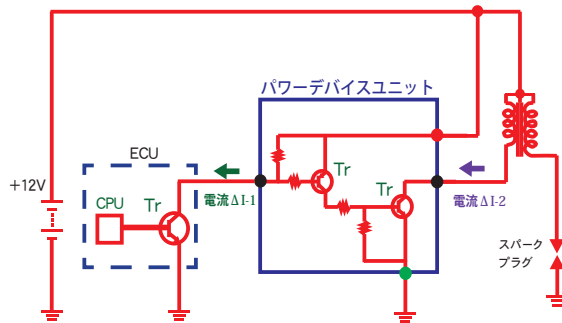 パワーデバイスユニット
ECU
+12V
CPU
Tr
電流ΔI-1
Tr
Tr
電流ΔI-2
スパーク
プラグ